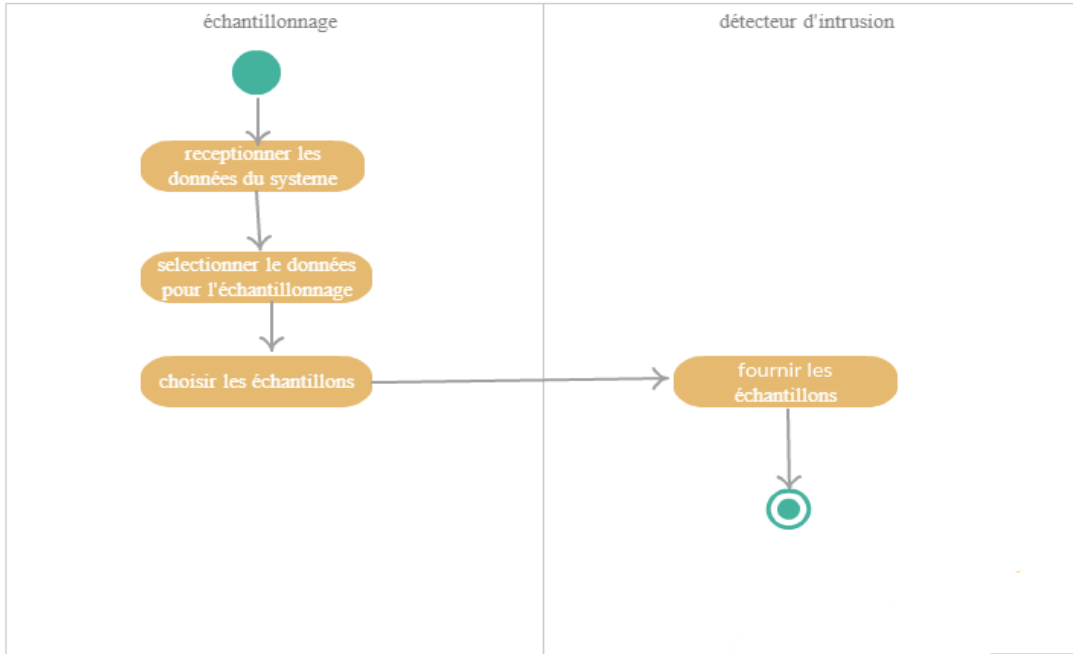 échantillonnage
détecteur d'intrusion
receptionner les
données du systeme
selectionner le données
pour l'échantillonnage
choisir les échantillons
fournir les
échantillons